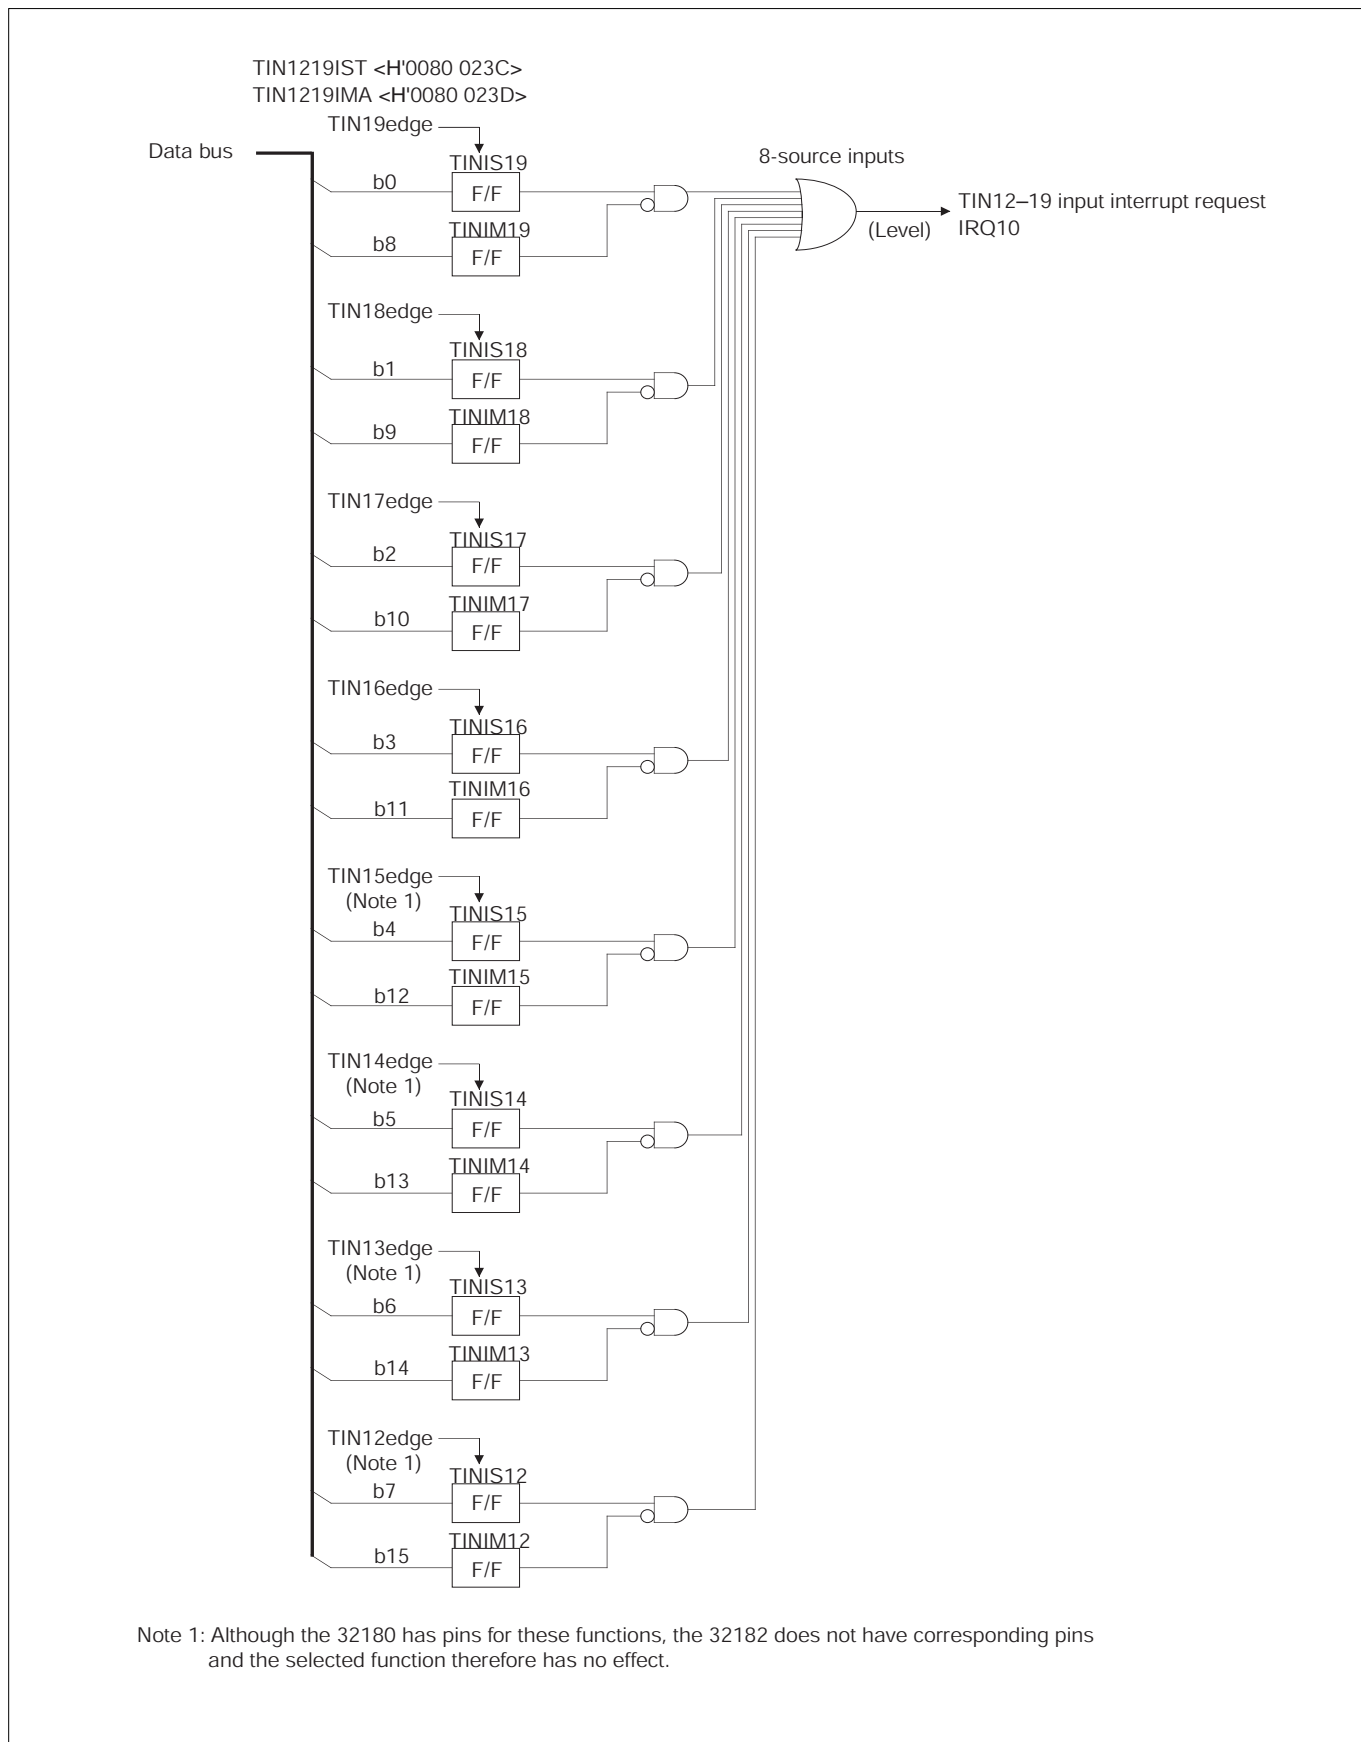 TIN1219IST <H'0080 023C>
TIN1219IMA <H'0080 023D>
TIN19edge
Data bus
TINIS19
8-source inputs
b0
F/F
TIN12–19 input interrupt request
(Level)
IRQ10
TINIM19
b8
F/F
TIN18edge
TINIS18
b1
F/F
TINIM18
b9
F/F
TIN17edge
TINIS17
b2
F/F
TINIM17
b10
F/F
TIN16edge
TINIS16
b3
F/F
TINIM16
b11
F/F
TIN15edge
(Note 1)
TINIS15
b4
F/F
TINIM15
b12
F/F
TIN14edge
(Note 1)
TINIS14
b5
F/F
TINIM14
b13
F/F
TIN13edge
(Note 1)
TINIS13
b6
F/F
TINIM13
b14
F/F
TIN12edge
(Note 1)
TINIS12
b7
F/F
TINIM12
b15
F/F
Note 1: Although the 32180 has pins for these functions, the 32182 does not have corresponding pins
and the selected function therefore has no effect.